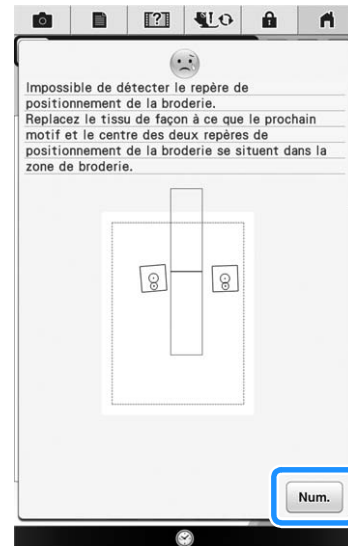 Impossible de détecter le repère de
positionnement de la broderie.
Replacez le tissu de façon à ce que le prochain
motif et le centre des deux repères de
positionnement de la broderie se situent dans la
zone de broderie.
Num.